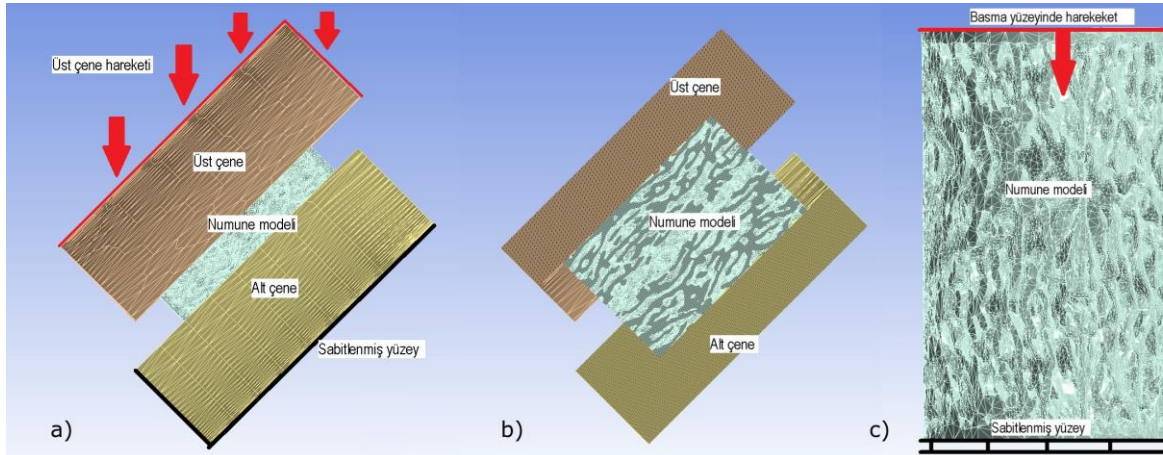 Üst çene hareketi
Üst çene
Numune modeli
Alt çene
Sabitlenmiş yüzey
a)
Üst çene
Numune modeli
Alt çene
b)
Basma yüzeyinde harekeket
Numune modeli
Sabitlenmiş yüzey
c)